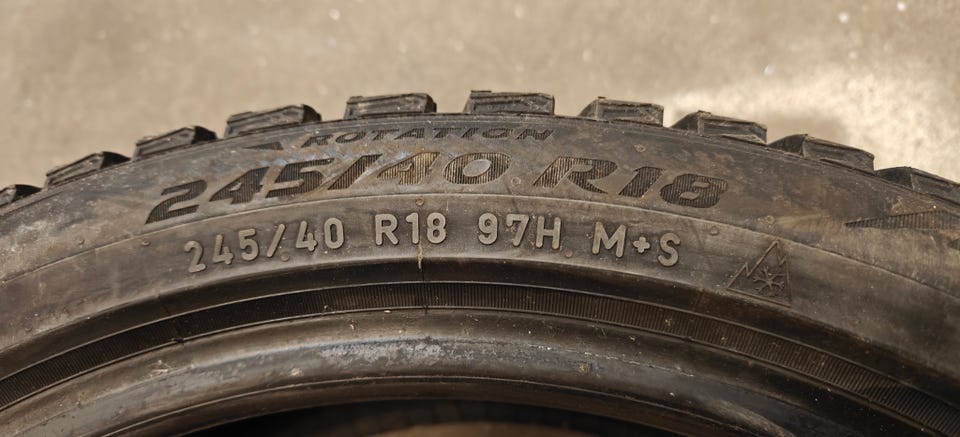 ROTATION
245/40 R18
245/40 R18 97H M+S